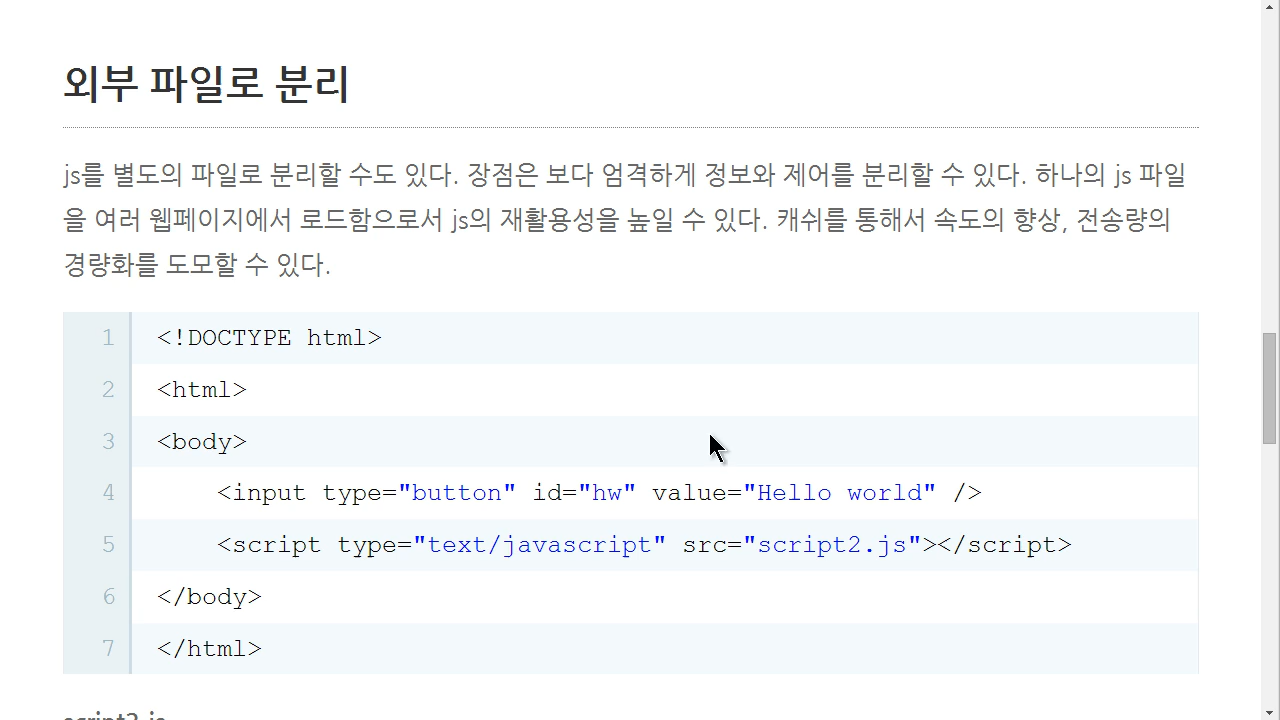 외부 파일로 분리
js를 별도의 파일로 분리할 수도 있다. 장점은 보다 엄격하게 정보와 제어를 분리할 수 있다. 하나의 js 파일
을 여러 웹페이지에서 로드함으로서 js의 재활용성을 높일 수 있다. 캐쉬를 통해서 속도의 향상, 전송량의
경량화를 도모할 수 있다.
1 <!DOCTYPE html>
2 <html>
3 <body>
4     <input type="button" id="hw" value="Hello world" />
5     <script type="text/javascript" src="script2.js"></script>
6 </body>
7 </html>
script2.js